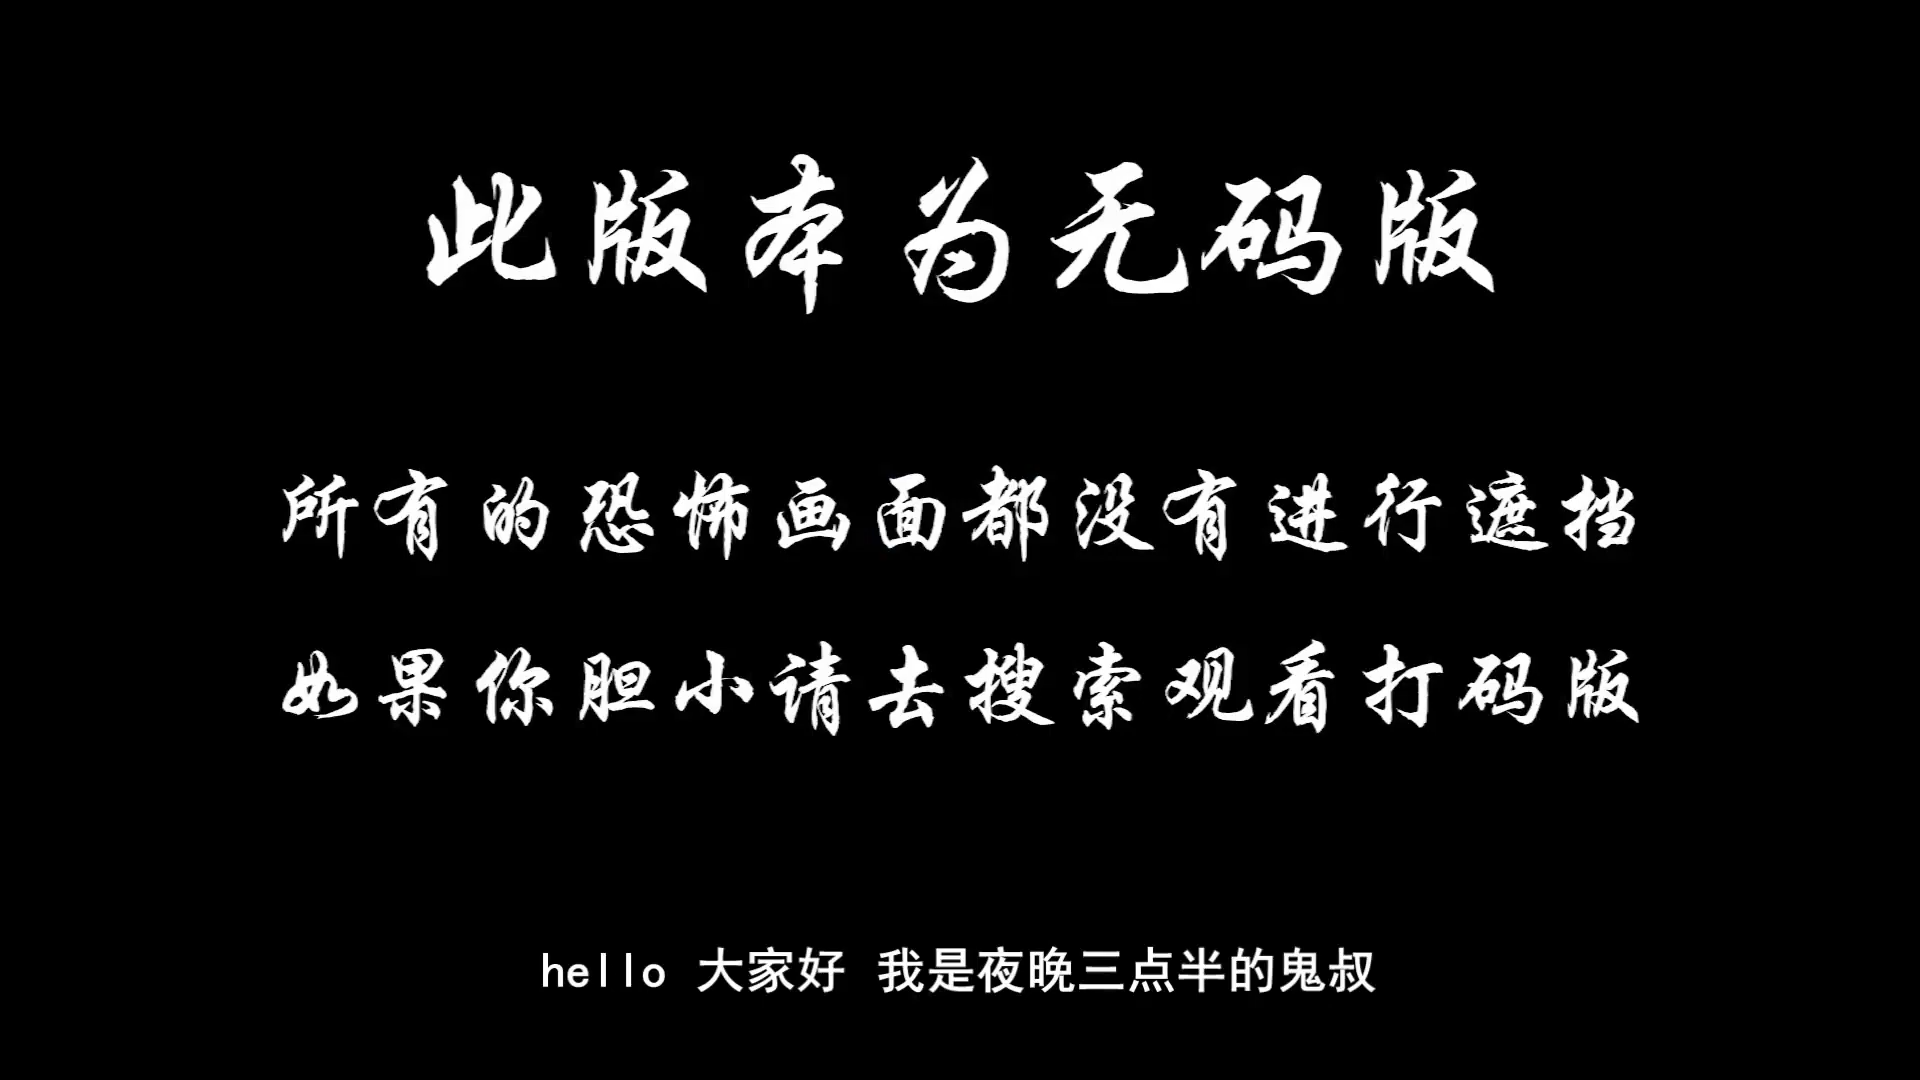 此版本为无码版
所有的恐怖画面都没有进行遮挡
如果你胆小请去搜索观看打码版
hello 大家好 我是夜晚三点半的鬼叔